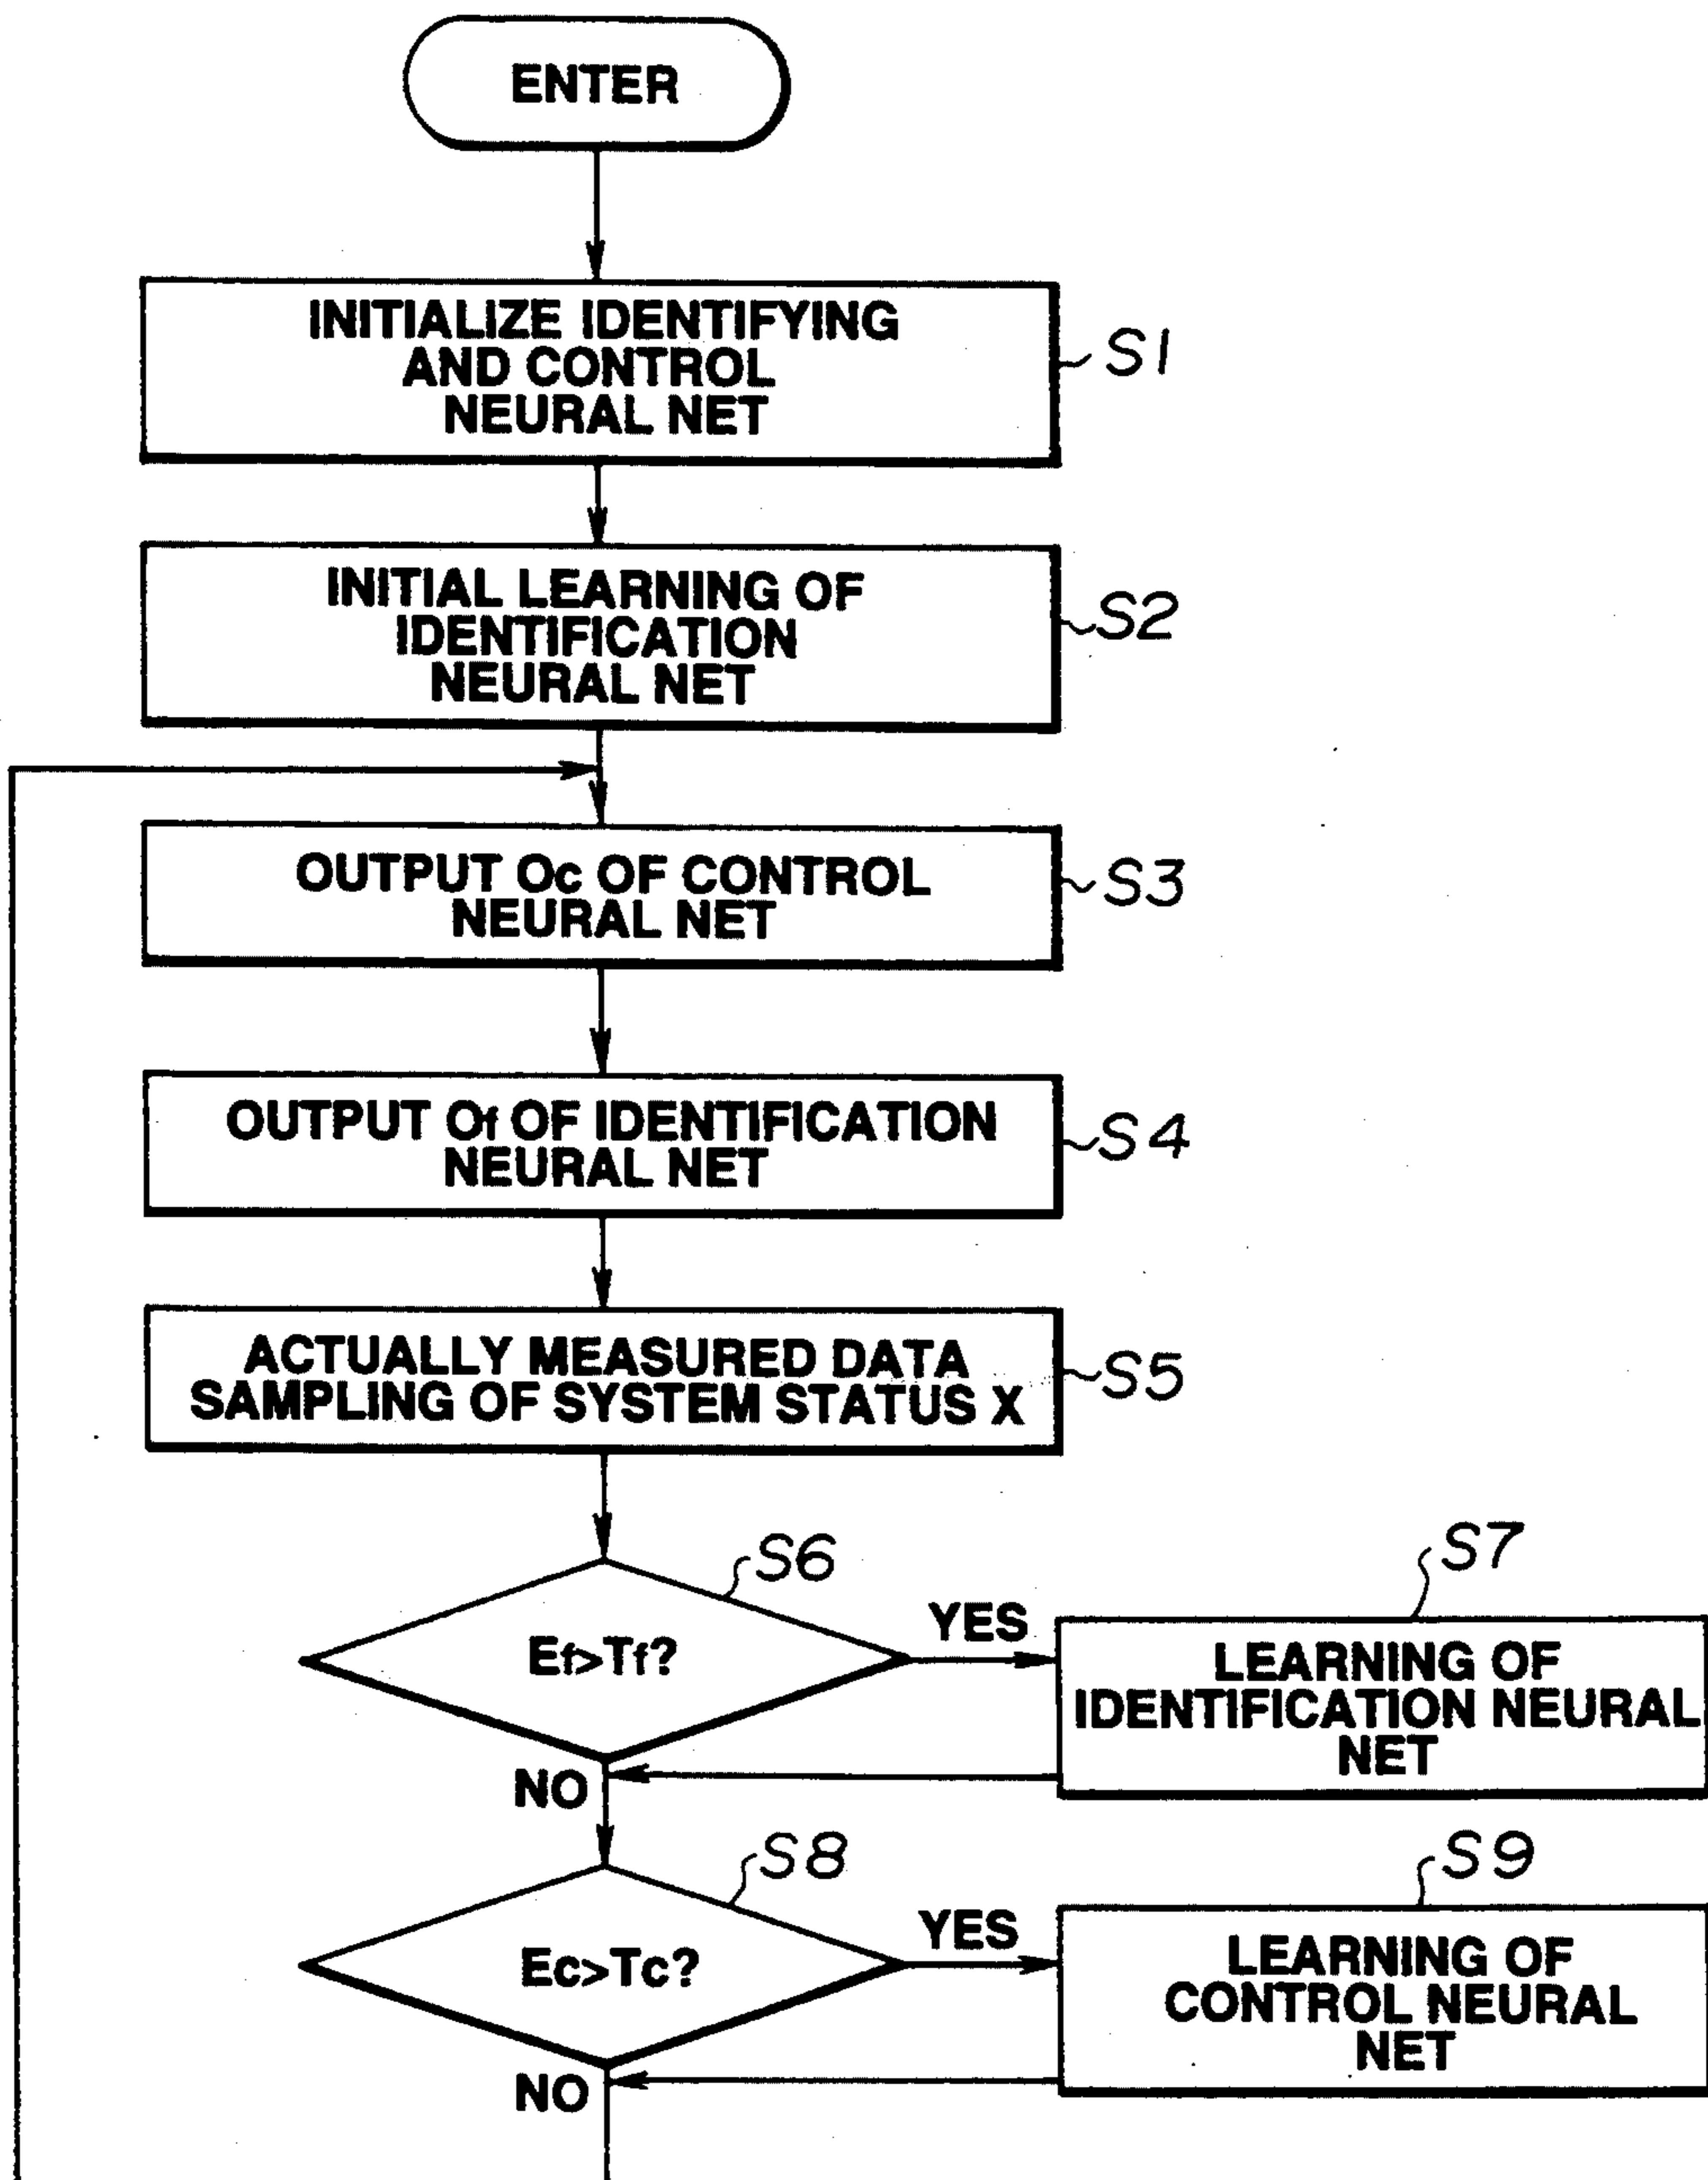 ENTER
INITIALIZE IDENTIFYING
AND CONTROL
NEURAL NET
S1
INITIAL LEARNING OF
IDENTIFICATION
NEURAL NET
S2
OUTPUT Oc OF CONTROL
NEURAL NET
S3
OUTPUT Of OF IDENTIFICATION
NEURAL NET
S4
ACTUALLY MEASURED DATA
SAMPLING OF SYSTEM STATUS X
S5
S6
Ef>Tf?
YES
NO
S7
LEARNING OF
IDENTIFICATION NEURAL
NET
S8
Ec>Tc?
YES
NO
S9
LEARNING OF
CONTROL NEURAL
NET